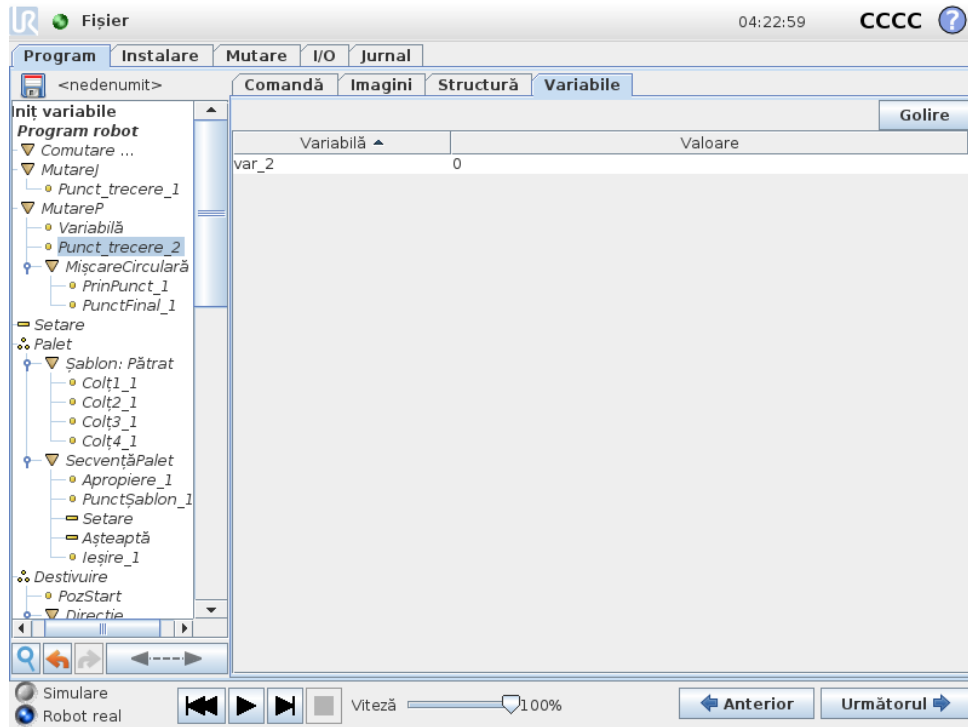 Fișier 04:22:59 CCCC ?
Program Instalare Mutare I/O Jurnal
<nedenumit> Comandă Imagini Structură Variabile
Golire
Variabilă Valoare
var_2 0
Iniț variabile
Program robot
Comutare ...
MutareJ
Punct_trecere_1
MutareP
Variabilă
Punct_trecere_2
MișcareCirculară
PrinPunct_1
PunctFinal_1
Setare
Palet
Șablon: Pătrat
Colț1_1
Colț2_1
Colț3_1
Colț4_1
SecvențăPalet
Apropiere_1
PunctȘablon_1
Setare
Așteaptă
Ieșire_1
Destivuire
PozStart
Direcție
Simulare
Robot real
Viteză 100%
Anterior Următorul